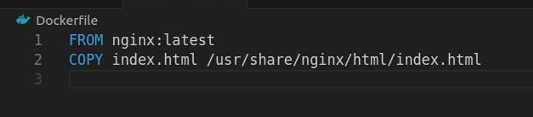 Dockerfile
1 FROM nginx:latest
2 COPY index.html /usr/share/nginx/html/index.html
3